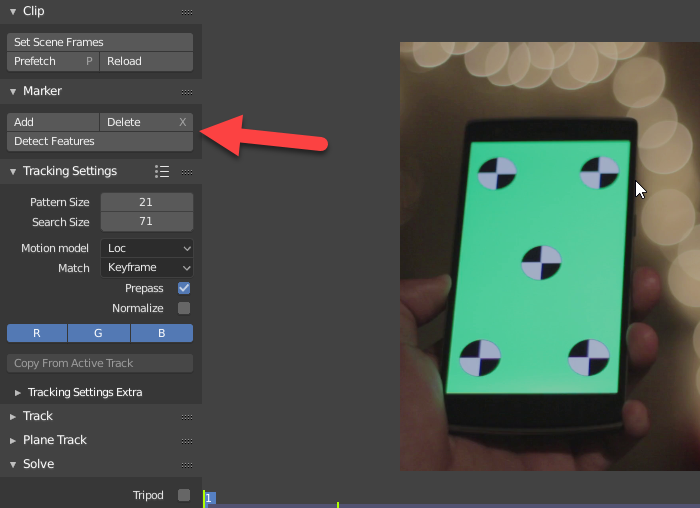 Clip
Set Scene Frames
Prefetch P Reload
Marker
Add Delete X
Detect Features
Tracking Settings
Pattern Size 21
Search Size 71
Motion model Loc
Match Keyframe
Prepass
Normalize
R G B
Copy From Active Track
Tracking Settings Extra
Track
Plane Track
Solve
Tripod
1